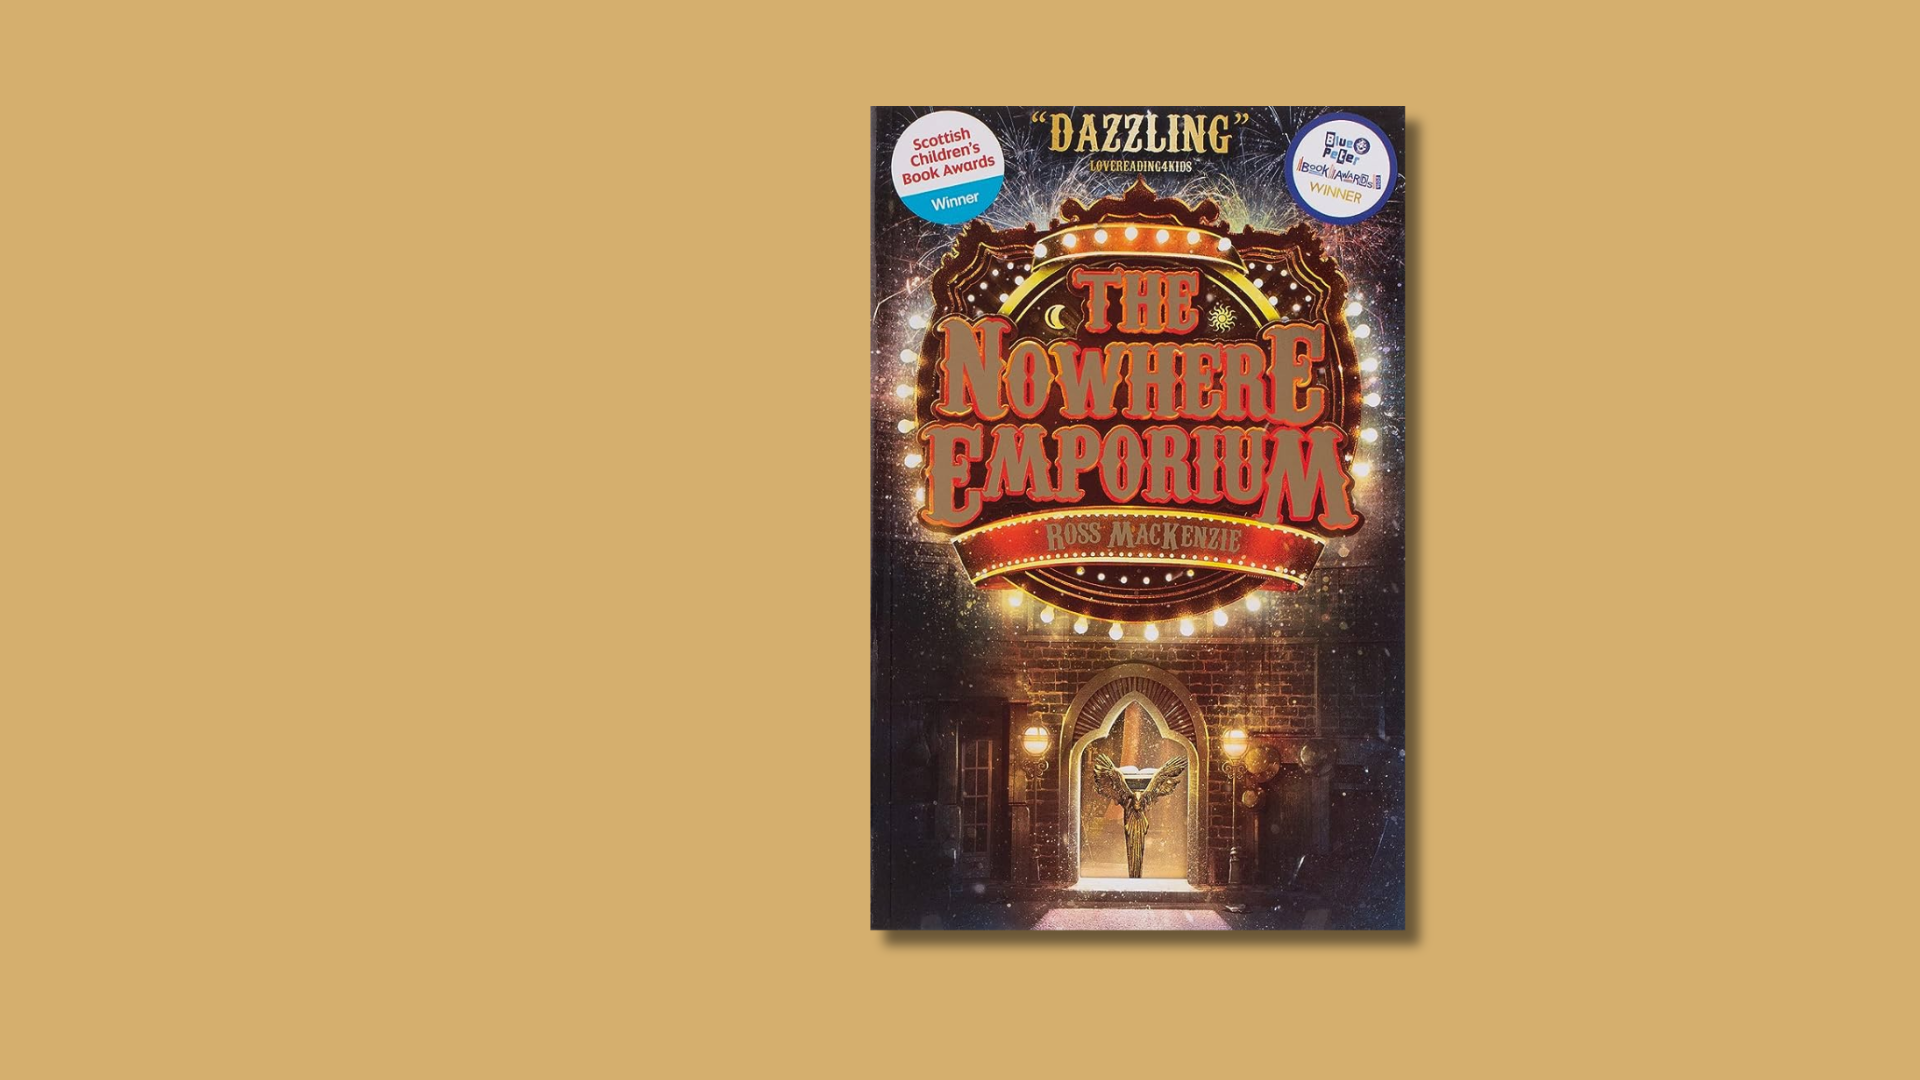 Scottish
Children's
Book Awards
Winner
“DAZZLING”
LOVEREADING4KIDS
Blue
PeTer
BOOK AWARDS
WINNER
THE
NOWHERE
EMPORIUM
ROSS MACKENZIE